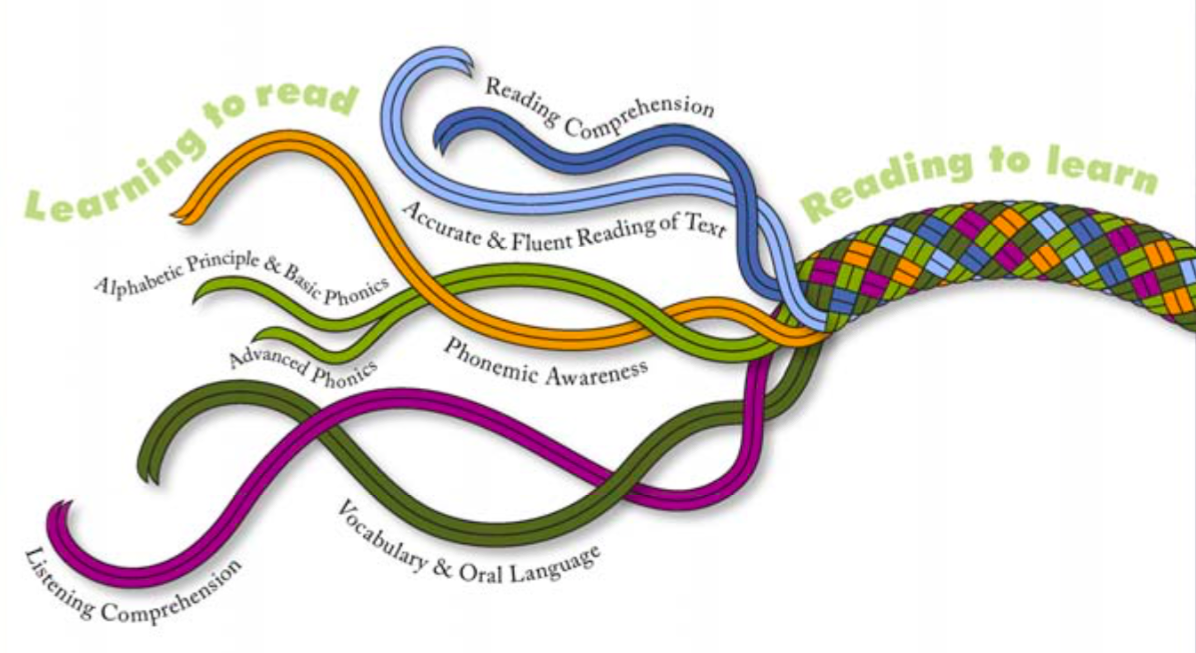 Learning to read
Reading Comprehension
Reading to learn
Accurate & Fluent Reading of Text
Alphabetic Principle & Basic Phonics
Advanced Phonics
Phonemic Awareness
Vocabulary & Oral Language
Listening Comprehension